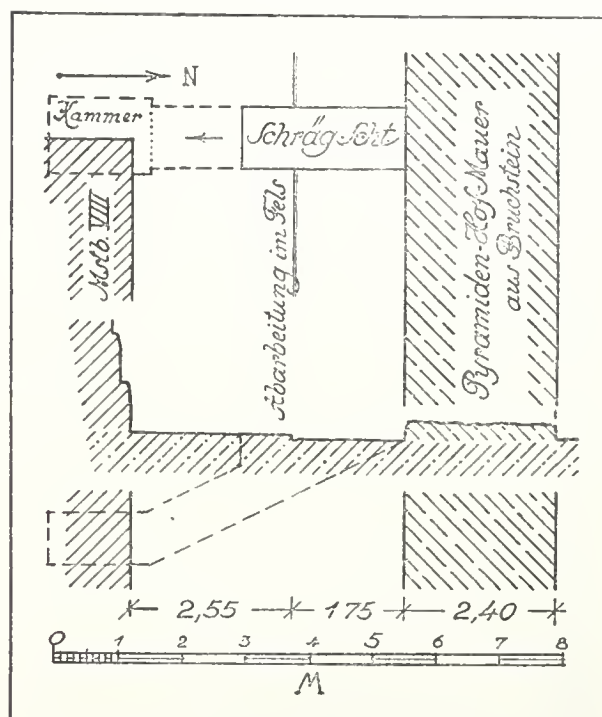 N
Kammer
Schräg Scht
Mstb. VIII
Abarbeitung im Fels
Pyramiden-Hof Mauer
aus Bruchstein
2,55 175 2,40
0 1 2 3 4 5 6 7 8
M